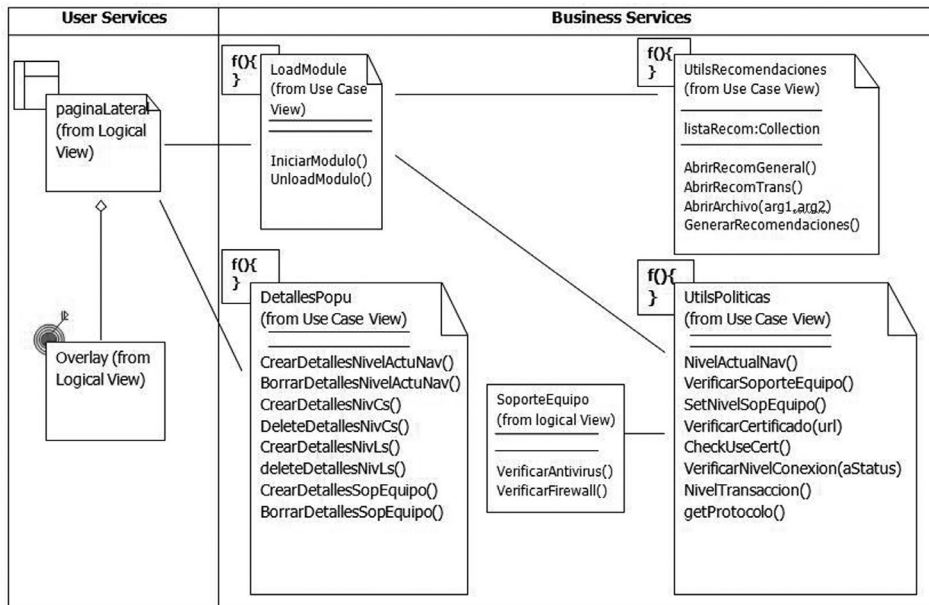 User Services
Business Services
paginaLateral
(from Logical
View)
Overlay (from
Logical View)
f(){
}
LoadModule
(from Use Case
View)
IniciarModulo()
UnloadModulo()
f(){
}
UtilsRecomendaciones
(from Use Case View)
listaRecom:Collection
AbrirRecomGeneral()
AbrirRecomTrans()
AbrirArchivo(arg1,arg2)
GenerarRecomendaciones()
f(){
}
DetallesPopu
(from Use Case View)
CrearDetallesNivelActuNav()
BorrarDetallesNivelActuNav()
CrearDetallesNivCs()
DeleteDetallesNivCs()
CrearDetallesNivLs()
deleteDetallesNivLs()
CrearDetallesSopEquipo()
BorrarDetallesSopEquipo()
SoporteEquipo
(from logical View)
VerificarAntivirus()
VerificarFirewall()
f(){
}
UtilsPoliticas
(from Use Case View)
NivelActualNav()
VerificarSoporteEquipo()
SetNivelSopEquipo()
VerificarCertificado(url)
CheckUseCert()
VerificarNivelConexion(aStatus)
NivelTransaccion()
getProtocolo()